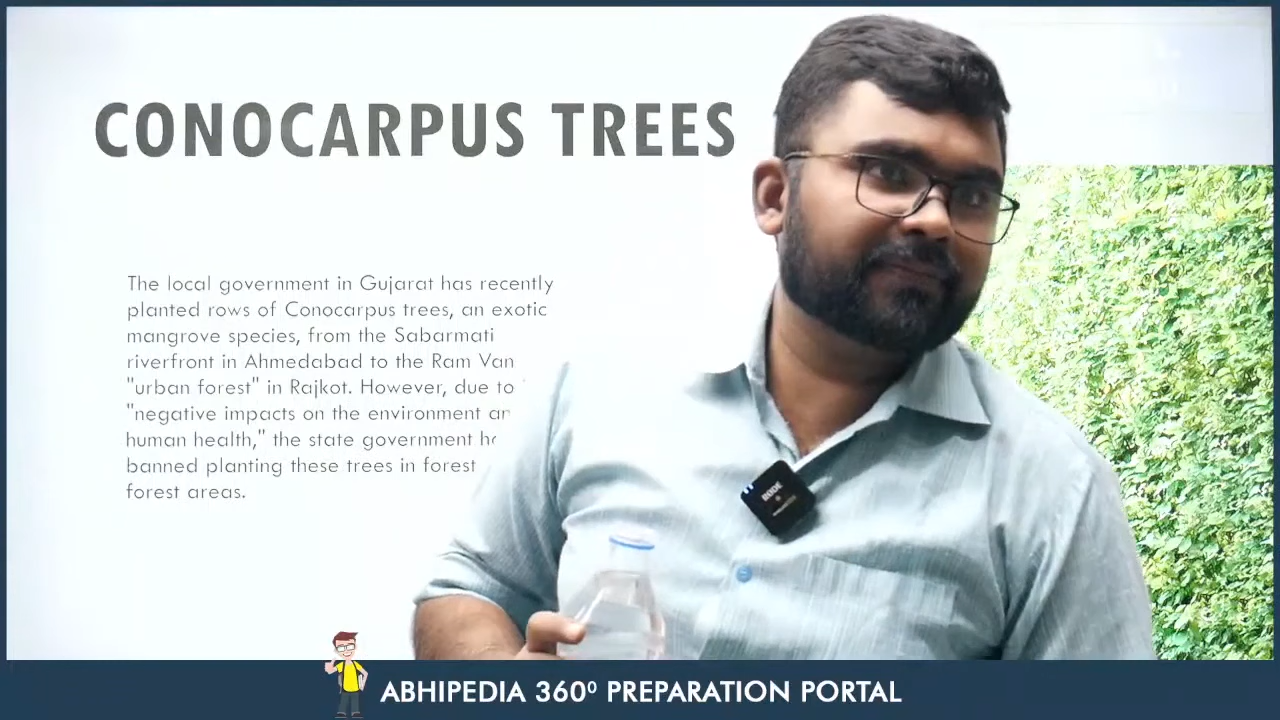 CONOCARPUS TREES
The local government in Gujarat has recently
planted rows of Conocarpus trees, an exotic
mangrove species, from the Sabarmati
riverfront in Ahmedabad to the Ram Van
"urban forest" in Rajkot. However, due to
"negative impacts on the environment
human health," the state government
banned planting these trees in forest
forest areas.
RODE
ABHIPEDIA 360⁰ PREPARATION PORTAL